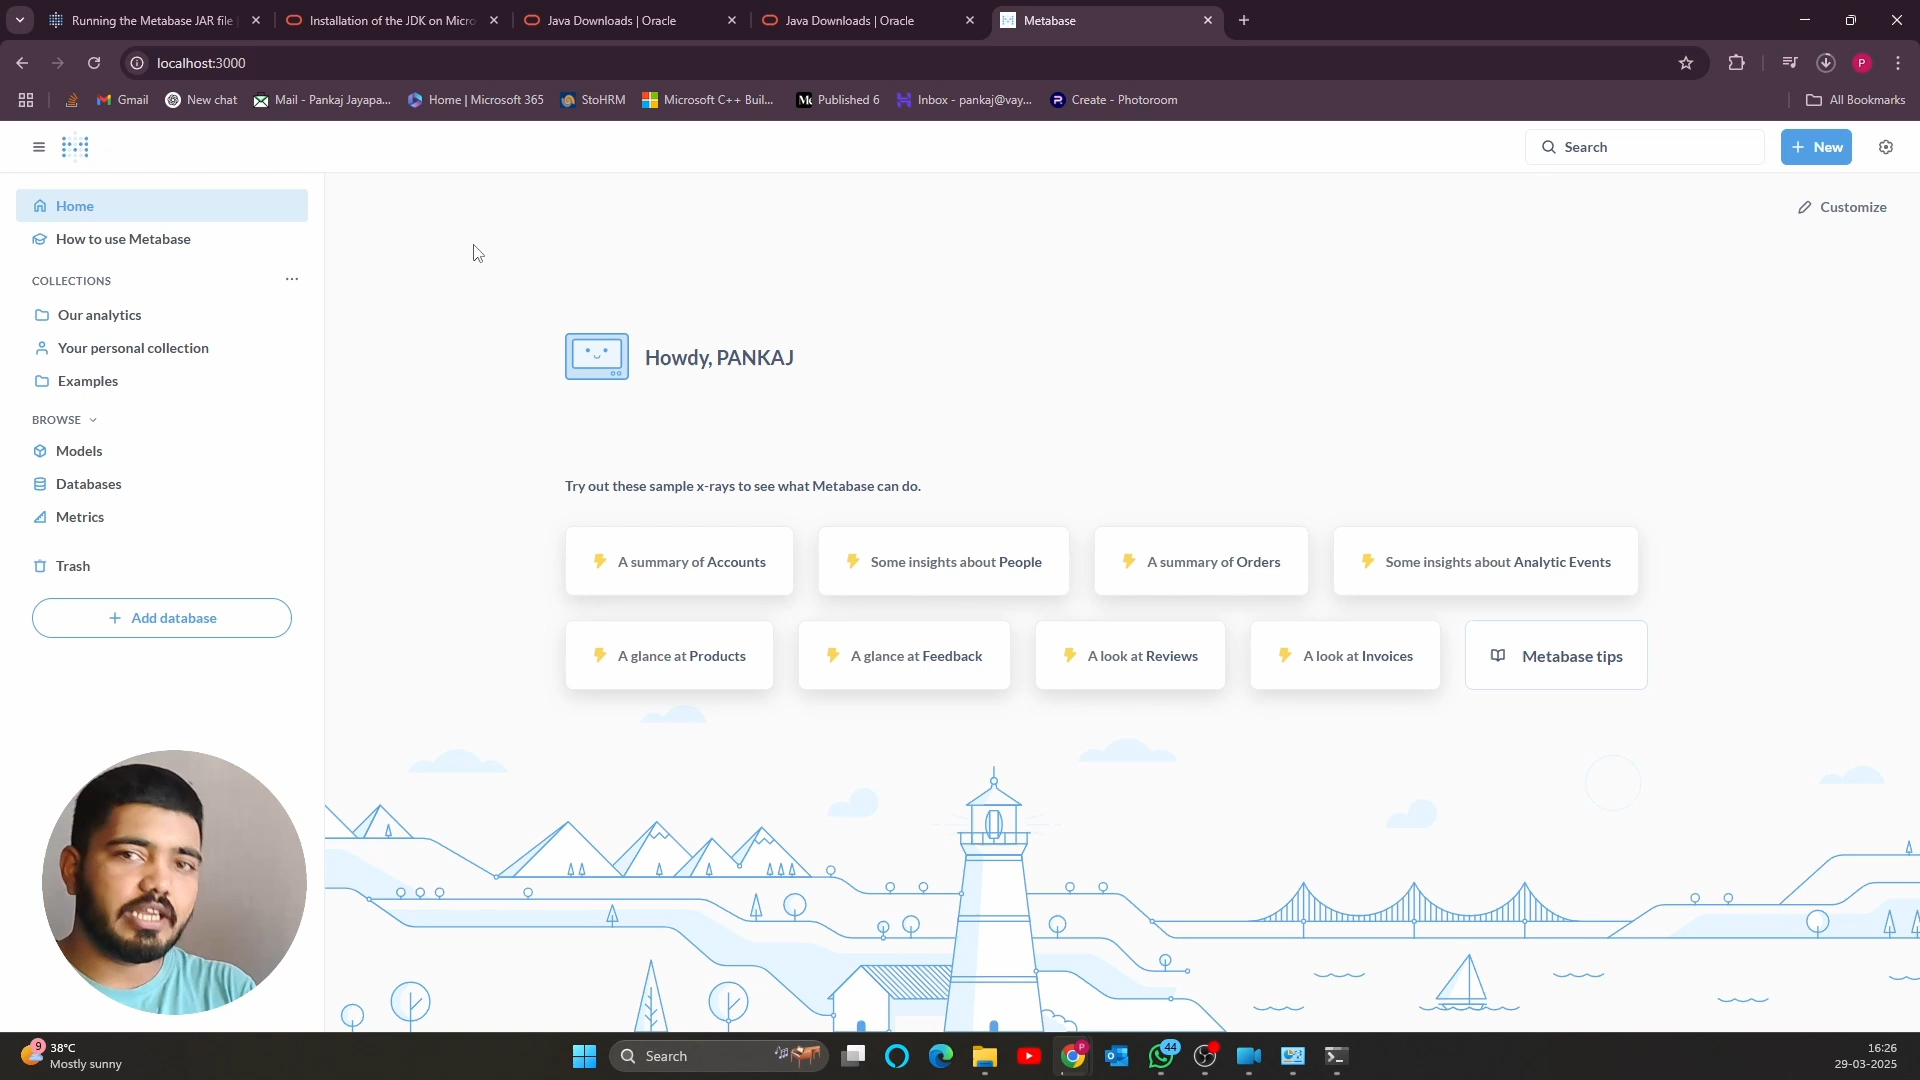 Running the Metabase JAR file
Installation of the JDK on Micro
Java Downloads | Oracle
Java Downloads | Oracle
Metabase
localhost:3000
P
Gmail
New chat
Mail - Pankaj Jayapa...
Home | Microsoft 365
StoHRM
Microsoft C++ Buil...
Published 6
Inbox - pankaj@vay...
Create - Photoroom
All Bookmarks
Search
+ New
Home
Customize
How to use Metabase
COLLECTIONS
Our analytics
Your personal collection
Howdy, PANKAJ
Examples
BROWSE
Models
Databases
Try out these sample x-rays to see what Metabase can do.
Metrics
Trash
A summary of Accounts
Some insights about People
A summary of Orders
Some insights about Analytic Events
+ Add database
A glance at Products
A glance at Feedback
A look at Reviews
A look at Invoices
Metabase tips
9
38°C
Mostly sunny
Search
P
44
16:26
29-03-2025